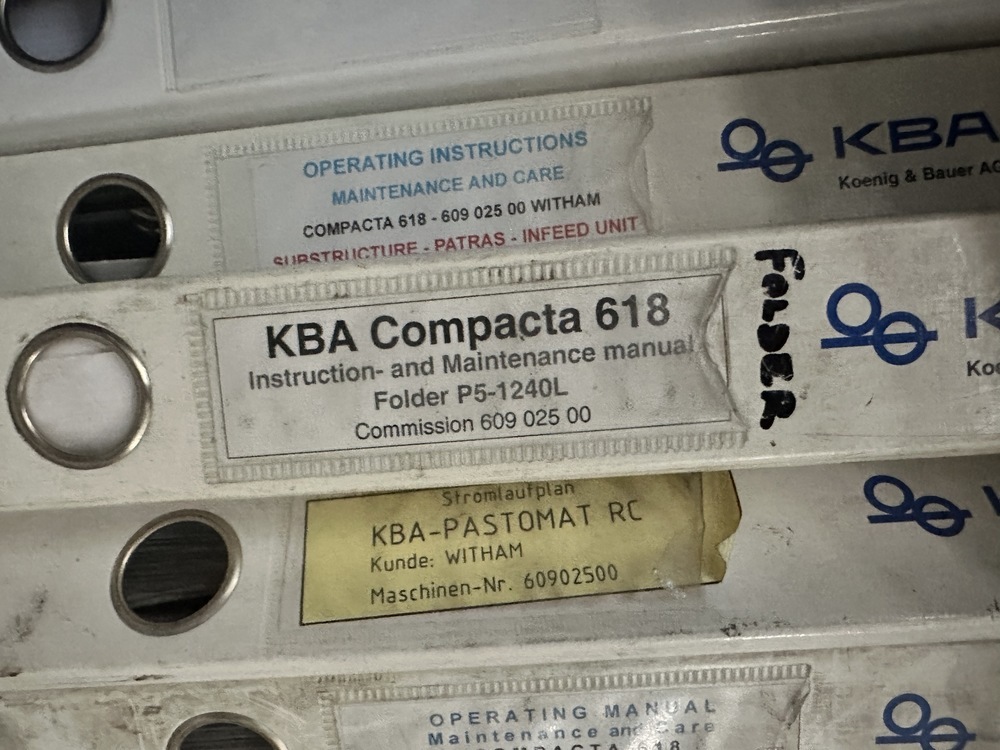 OPERATING INSTRUCTIONS
MAINTENANCE AND CARE
COMPACTA 618 - 609 025 00 WITHAM
SUBSTRUCTURE - PATRAS - INFEED UNIT
KBA
Koenig & Bauer AG
KBA Compacta 618
Instruction- and Maintenance manual
Folder P5-1240L
Commission 609 025 00
FOLDER
Stromlaufplan
KBA-PASTOMAT RC
Kunde: WITHAM
Maschinen-Nr. 60902500
OPERATING MANUAL
Maintenance and Care
COMPACTA 618